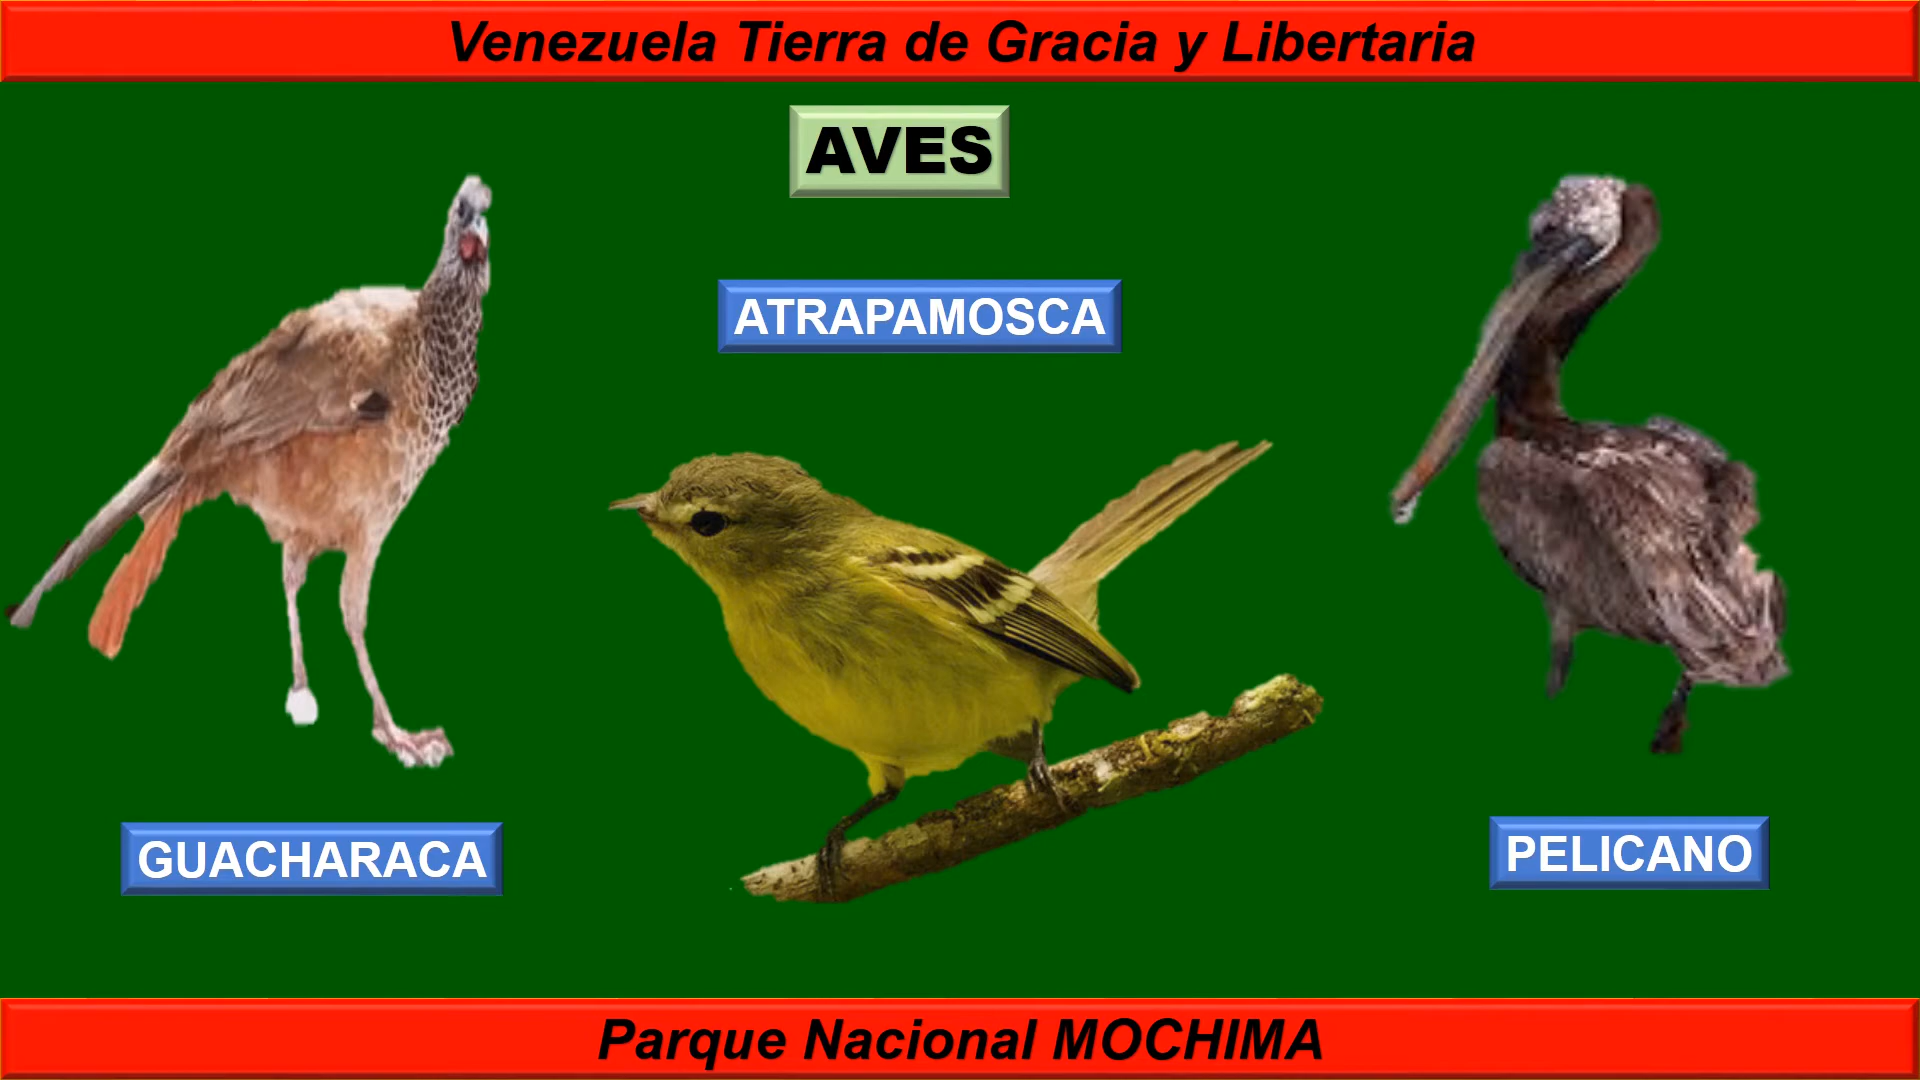 Venezuela Tierra de Gracia y Libertaria
AVES
ATRAPAMOSCA
GUACHARACA
PELICANO
Parque Nacional MOCHIMA